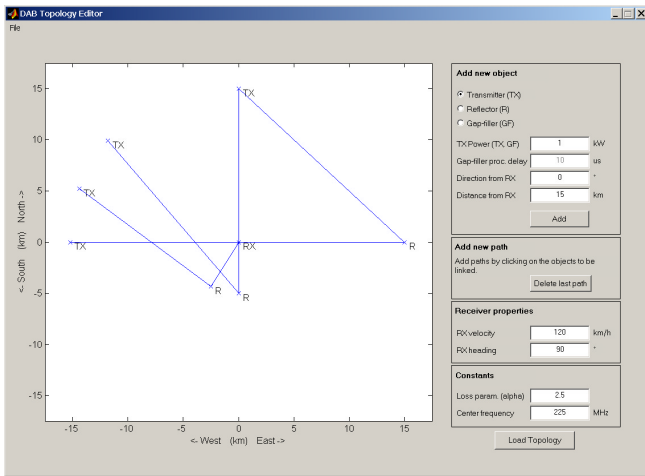 DAB Topology Editor
File
15
10
5
0
-5
-10
-15
<- South (km) North ->
-15
-10
-5
0
5
10
15
<- West (km) East ->
TX
TX
TX
TX
RX
R
R
R
Add new object
Transmitter (TX)
Reflector (R)
Gap-filler (GF)
TX Power (TX, GF) 1 kW
Gap-filler proc. delay 10 us
Direction from RX 0 °
Distance from RX 15 km
Add
Add new path
Add paths by clicking on the objects to be
linked.
Delete last path
Receiver properties
RX velocity 120 km/h
RX heading 90 °
Constants
Loss param. (alpha) 2.5
Center frequency 225 MHz
Load Topology